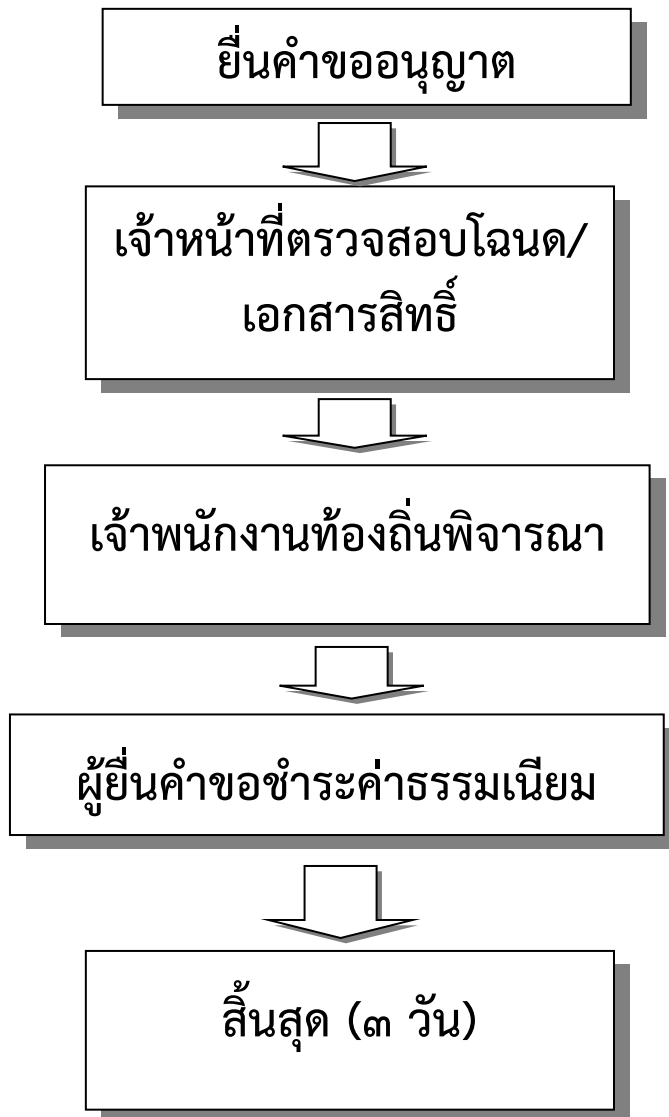 ยื่นคำขออนุญาต
เจ้าหน้าที่ตรวจสอบโฉนด/
เอกสารสิทธิ์
เจ้าพนักงานท้องถิ่นพิจารณา
ผู้ยื่นคำขอชำระค่าธรรมเนียม
สิ้นสุด (๓ วัน)